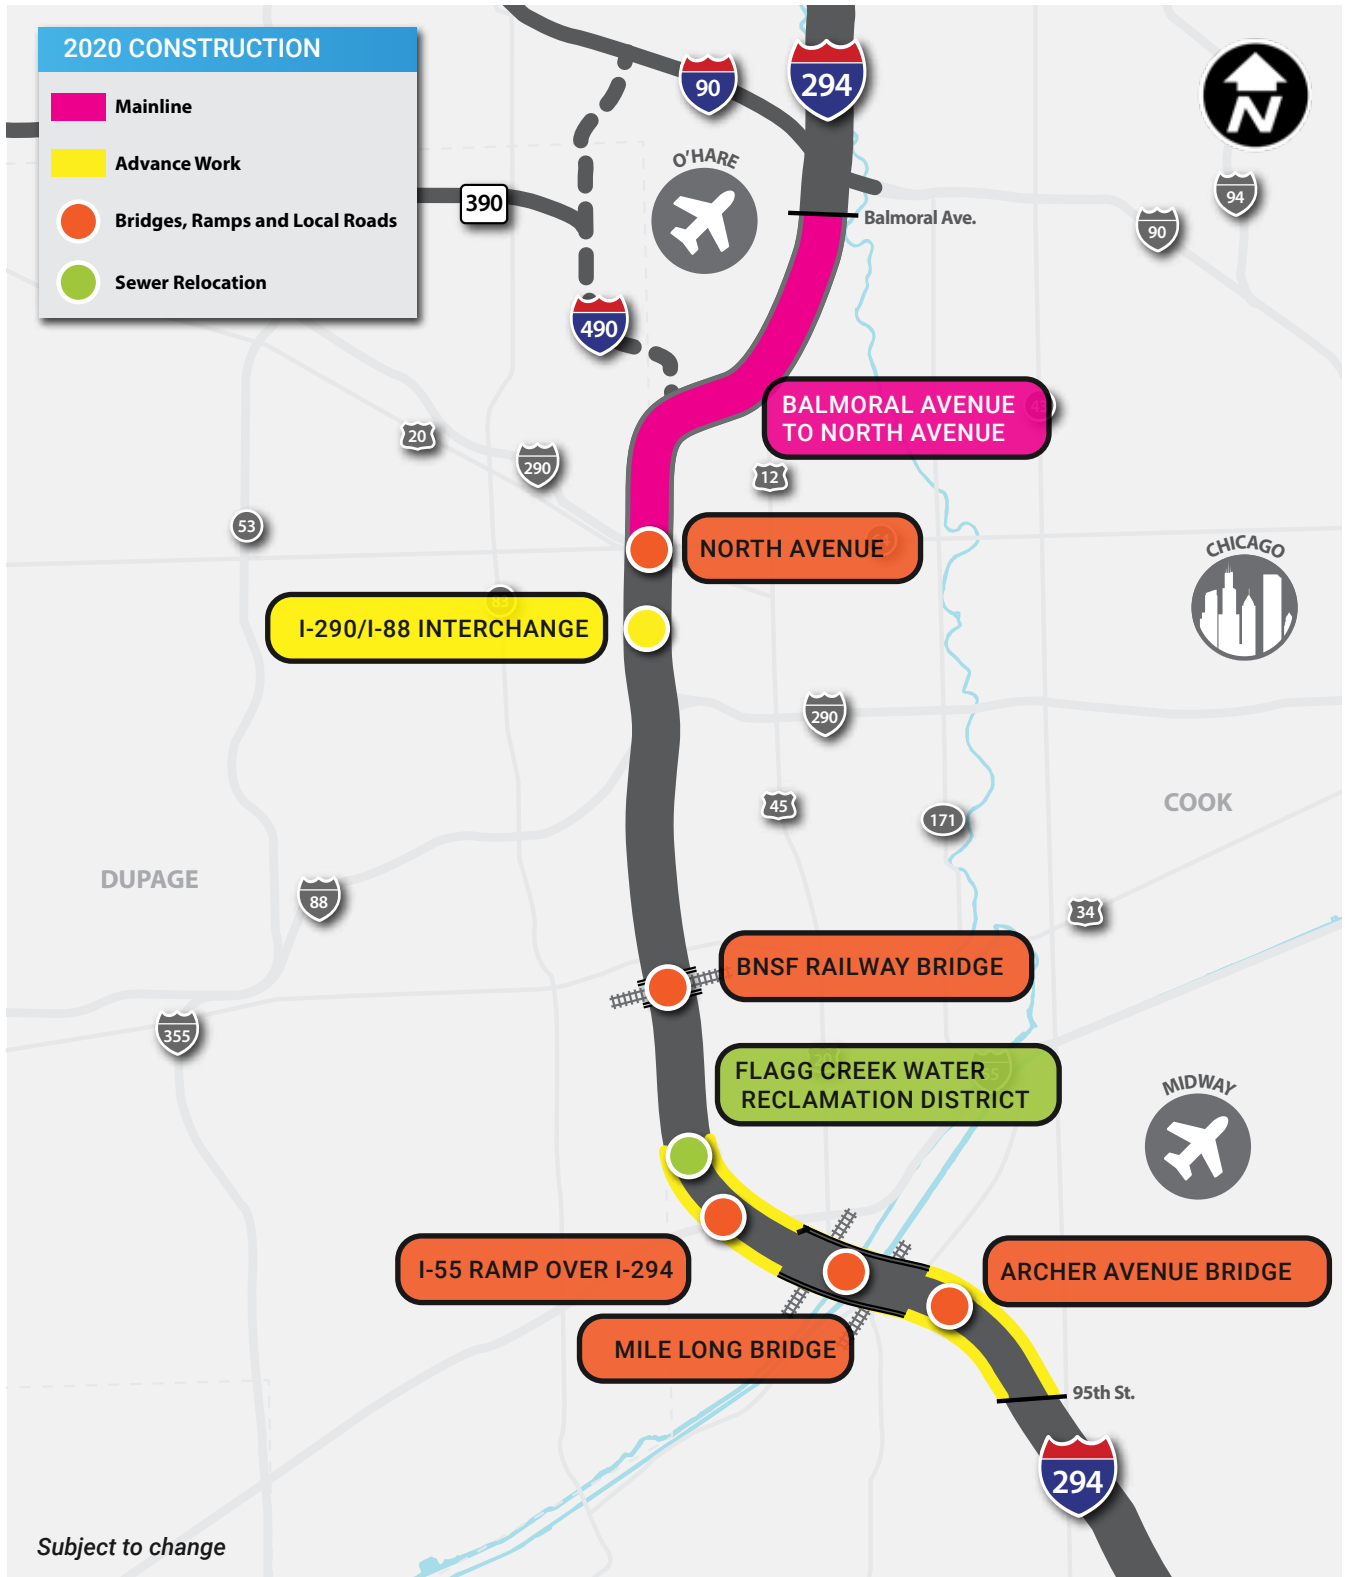 2020 CONSTRUCTION
Mainline
Advance Work
Bridges, Ramps and Local Roads
Sewer Relocation
90
294
N
O'HARE
94
390
Balmoral Ave.
90
490
BALMORAL AVENUE
TO NORTH AVENUE
43
20
290
12
53
NORTH AVENUE
CHICAGO
83
I-290/I-88 INTERCHANGE
290
45
COOK
171
DUPAGE
88
34
BNSF RAILWAY BRIDGE
355
FLAGG CREEK WATER
RECLAMATION DISTRICT
55
MIDWAY
I-55 RAMP OVER I-294
ARCHER AVENUE BRIDGE
MILE LONG BRIDGE
95th St.
294
Subject to change